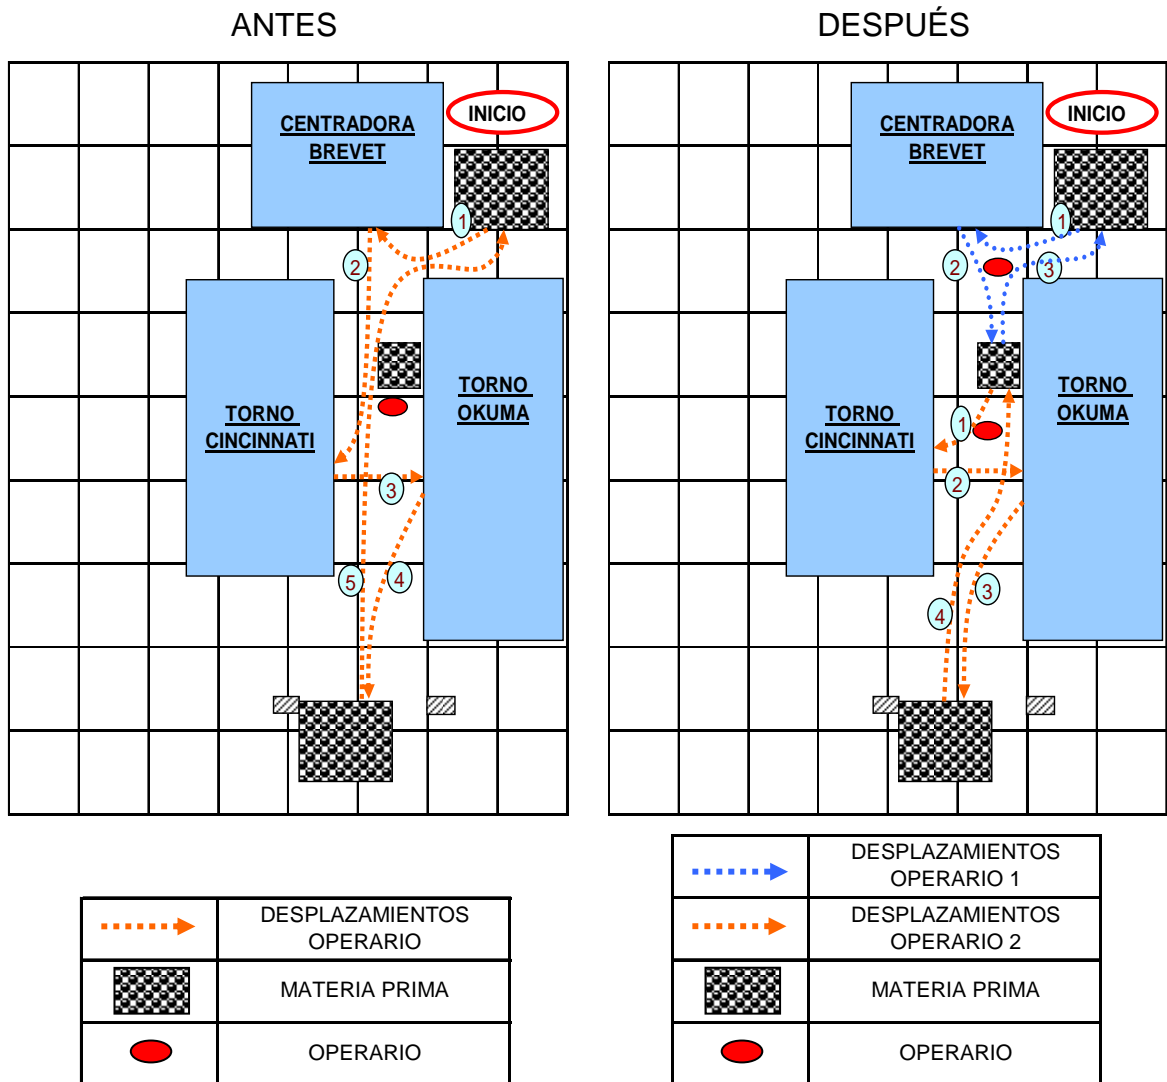 ANTES
INICIO
CENTRADORA
BREVET
1
2
TORNO
CINCINNATI
TORNO
OKUMA
3
5
4
DESPLAZAMIENTOS
OPERARIO
MATERIA PRIMA
OPERARIO
DESPUÉS
INICIO
CENTRADORA
BREVET
1
2
3
TORNO
CINCINNATI
TORNO
OKUMA
1
2
3
4
DESPLAZAMIENTOS
OPERARIO 1
DESPLAZAMIENTOS
OPERARIO 2
MATERIA PRIMA
OPERARIO